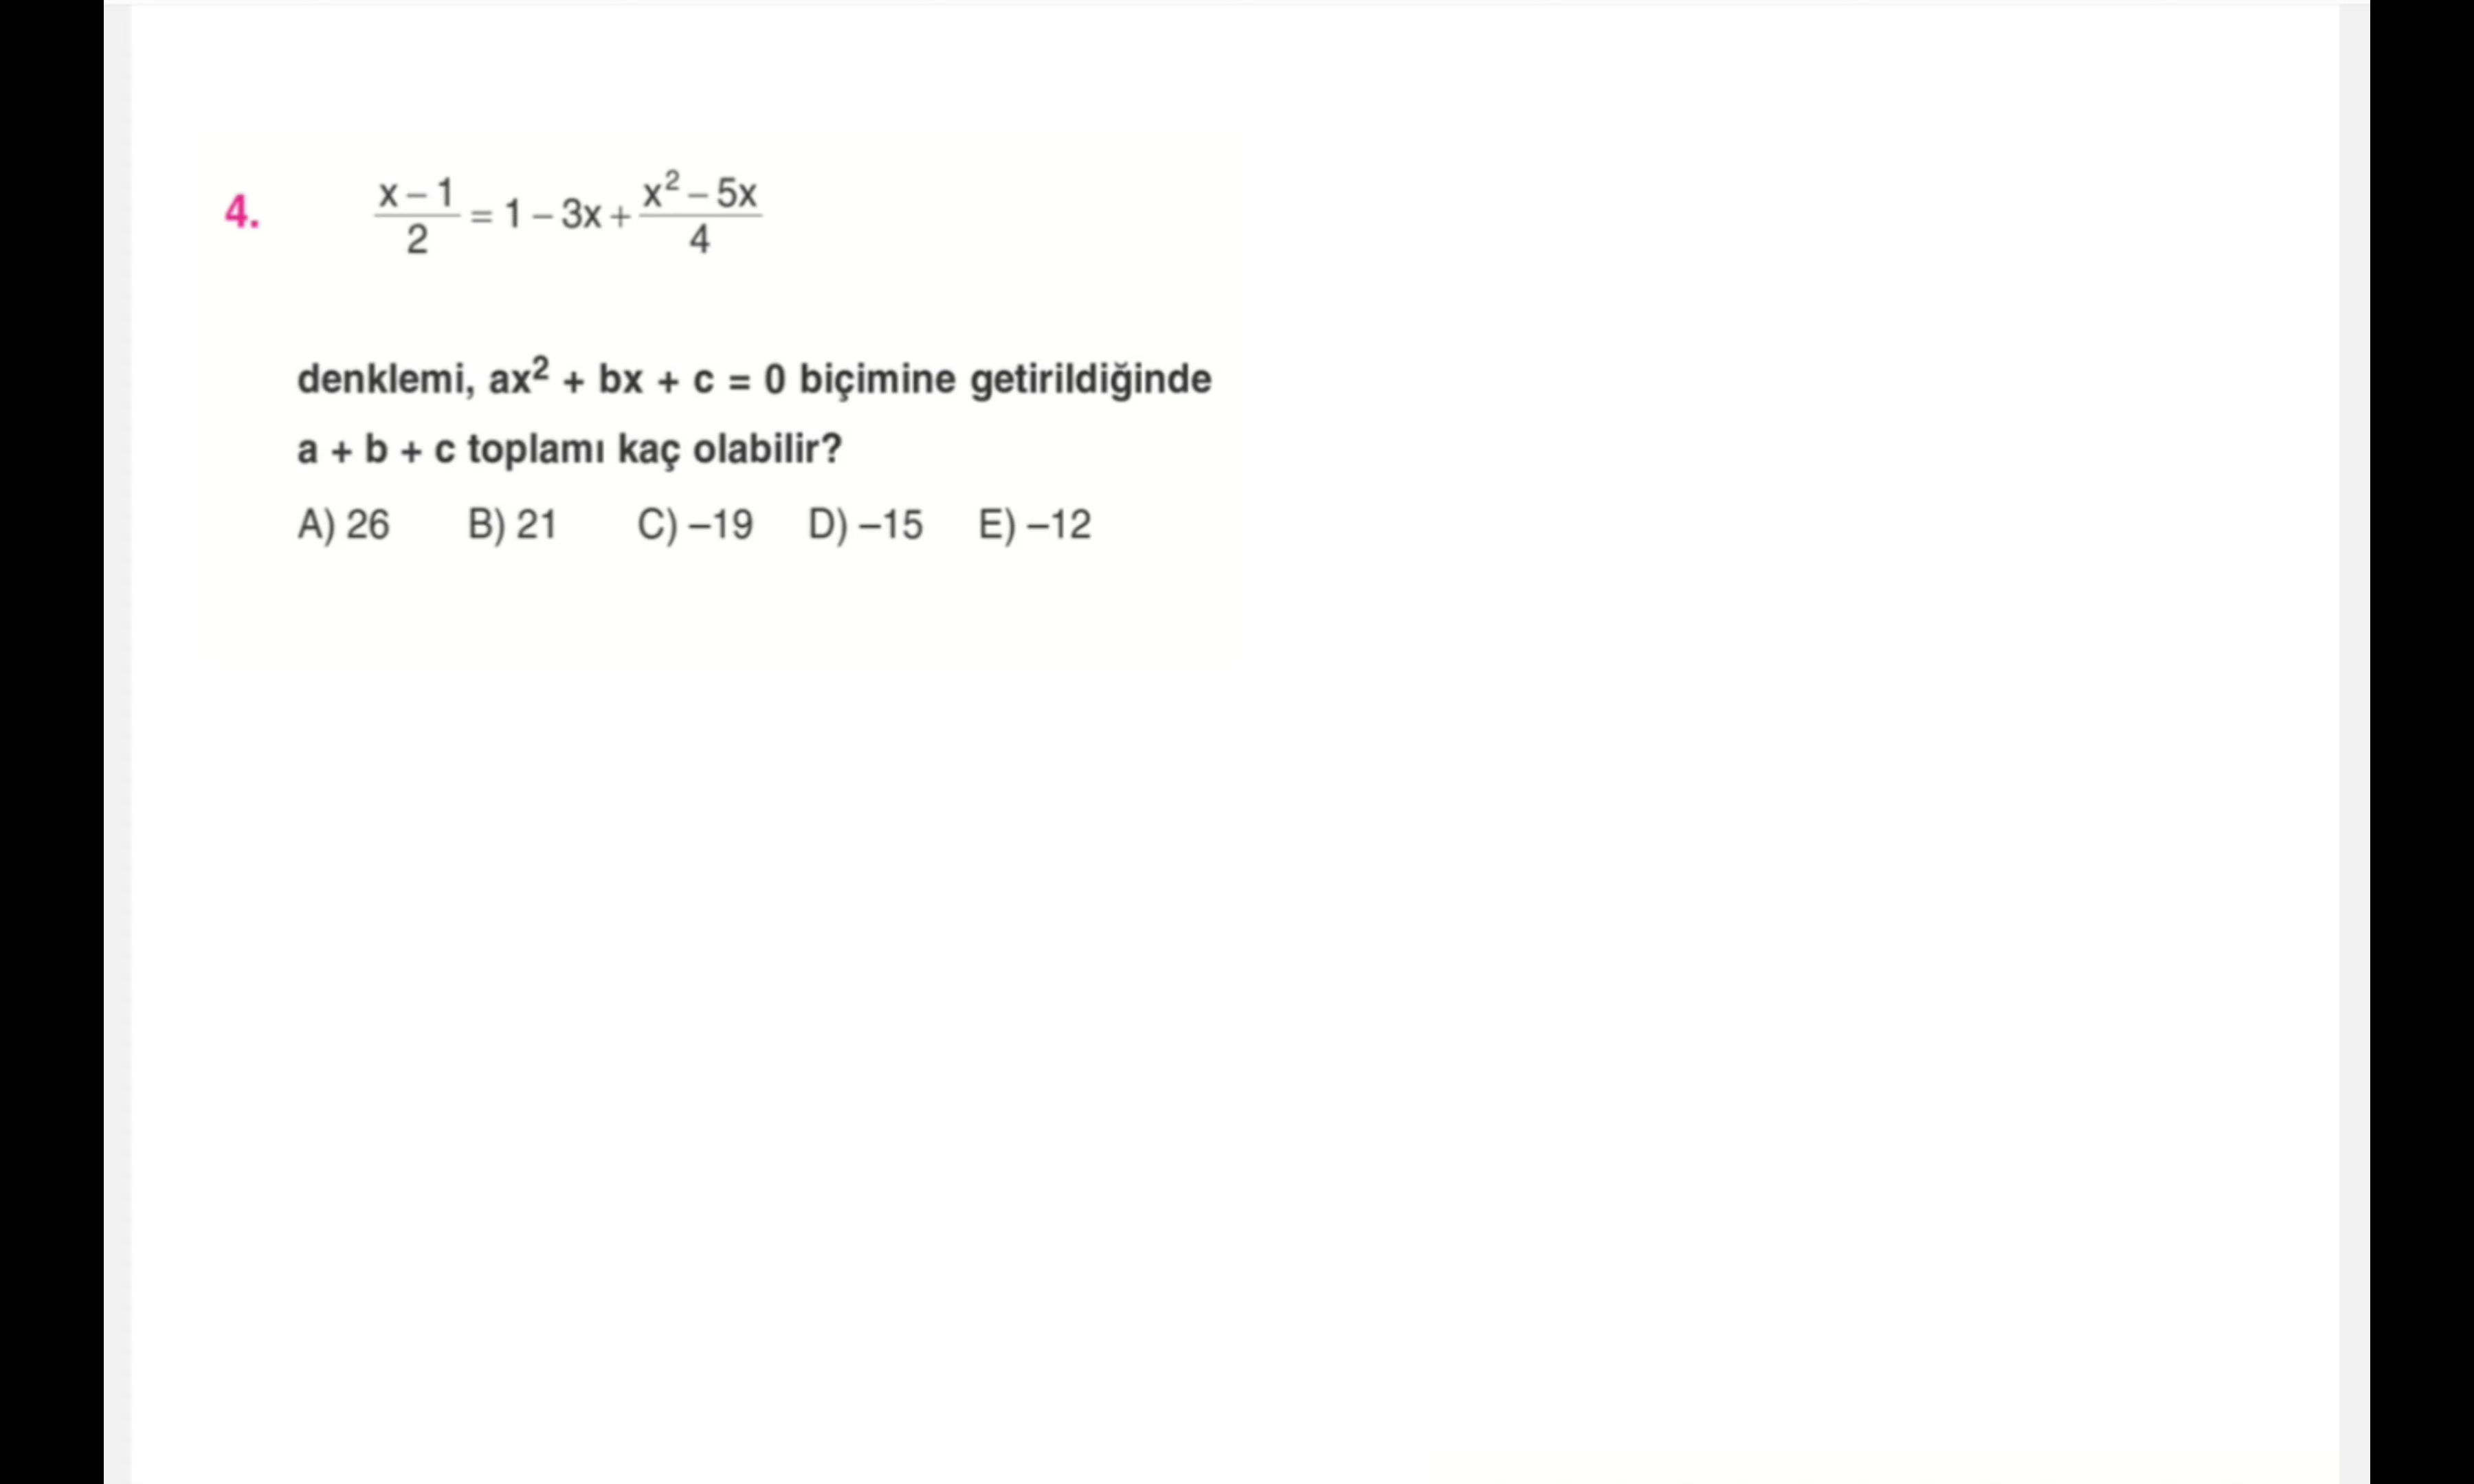 4. (x – 1)/2 = 1 – 3x + (x² – 5x)/4
denklemi, ax² + bx + c = 0 biçimine getirildiğinde
a + b + c toplamı kaç olabilir?
A) 26 B) 21 C) –19 D) –15 E) –12